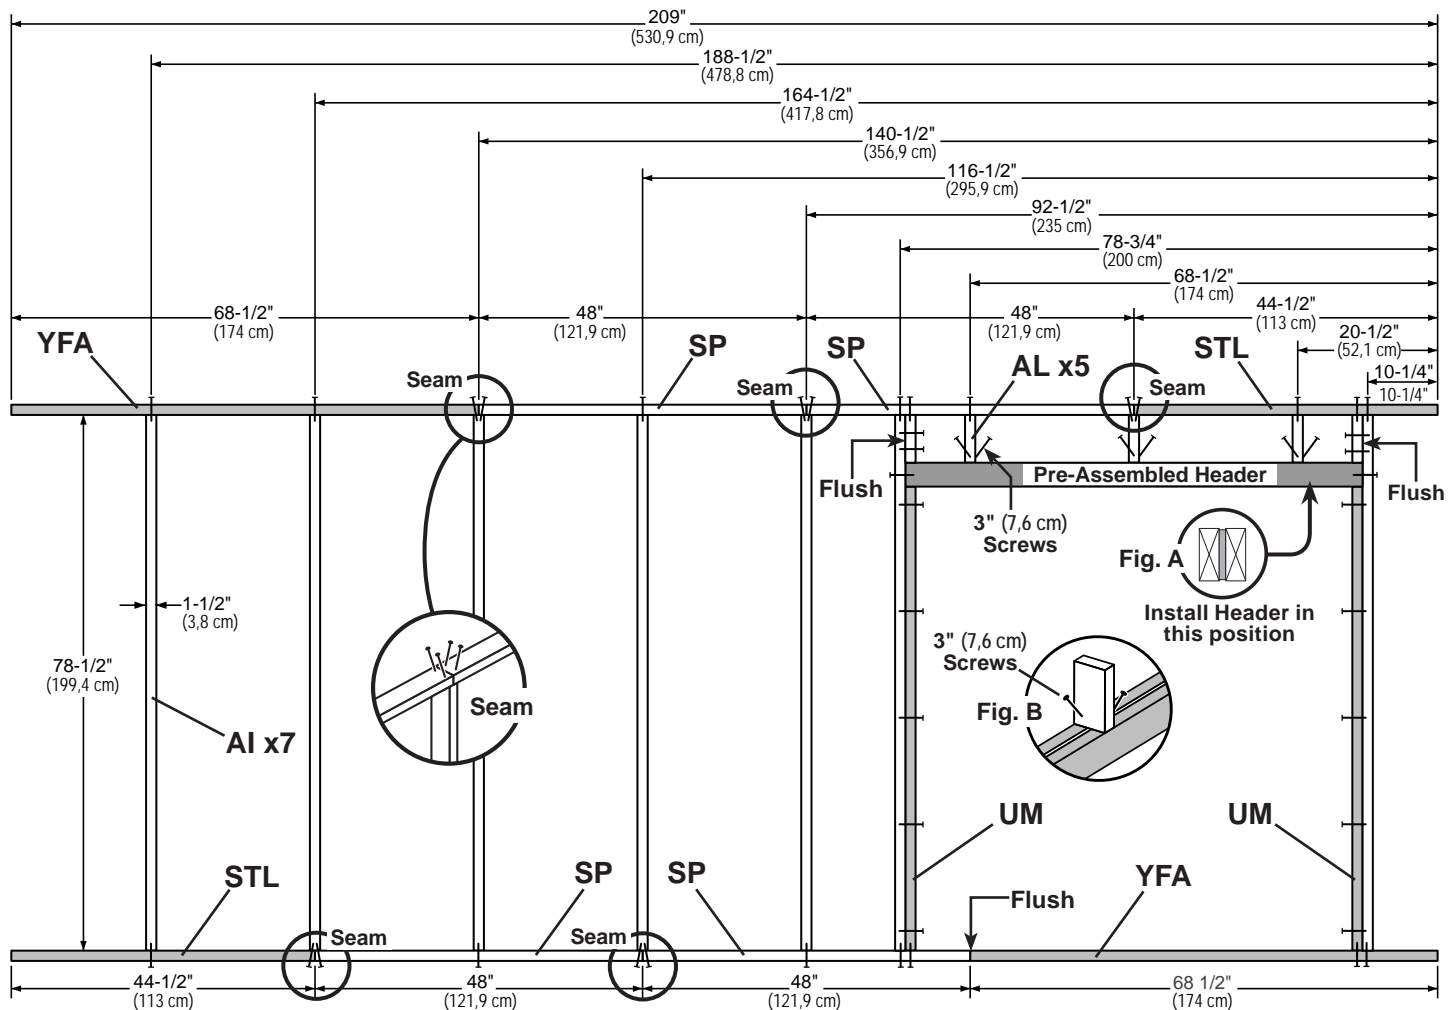 209"
(530,9 cm)
188-1/2"
(478,8 cm)
164-1/2"
(417,8 cm)
140-1/2"
(356,9 cm)
116-1/2"
(295,9 cm)
92-1/2"
(235 cm)
78-3/4"
(200 cm)
68-1/2"
(174 cm)
68-1/2"
(174 cm)
48"
(121,9 cm)
48"
(121,9 cm)
44-1/2"
(113 cm)
20-1/2"
(52,1 cm)
10-1/4"
10-1/4"
YFA
SP
SP
AL x5
STL
Seam
Seam
Seam
Flush
Pre-Assembled Header
Flush
3" (7,6 cm)
Screws
Fig. A
Install Header in
this position
1-1/2"
(3,8 cm)
78-1/2"
(199,4 cm)
3" (7,6 cm)
Screws
Fig. B
Seam
AI x7
UM
UM
STL
SP
SP
YFA
Flush
Seam
Seam
44-1/2"
(113 cm)
48"
(121,9 cm)
48"
(121,9 cm)
68 1/2"
(174 cm)